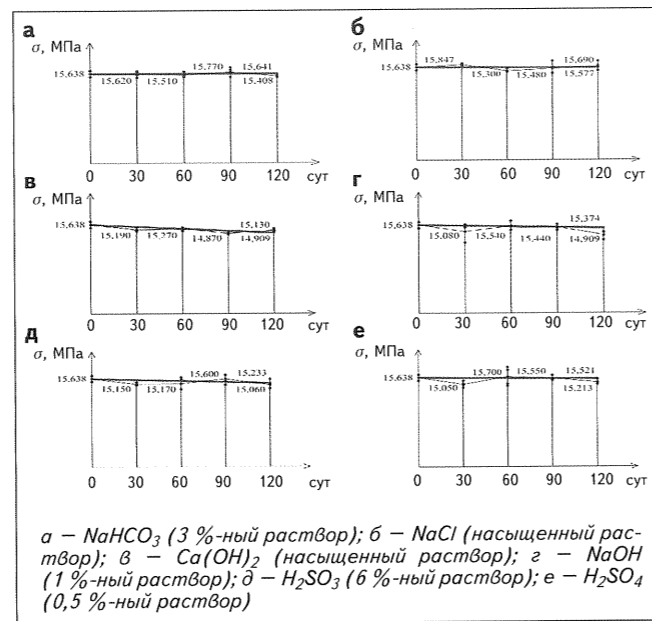 а
σ, МПа
15,770 15,641
15,638
15,620 15,510 15,408
0 30 60 90 120 сут
б
σ, МПа
15,847 15,690
15,638
15,300 15,480 15,577
0 30 60 90 120 сут
в
σ, МПа
15,130
15,638
15,190 15,270 14,870 14,909
0 30 60 90 120 сут
г
σ, МПа
15,374
15,638
15,080 15,540 15,440 14,909
0 30 60 90 120 сут
д
σ, МПа
15,600 15,233
15,638
15,150 15,170 15,060
0 30 60 90 120 сут
е
σ, МПа
15,700 15,550 15,521
15,638
15,050 15,213
0 30 60 90 120 сут
а – NaHCO₃ (3 %-ный раствор); б – NaCl (насыщенный рас-
твор); в – Ca(OH)₂ (насыщенный раствор); г – NaOH
(1 %-ный раствор); д – H₂SO₃ (6 %-ный раствор); е – H₂SO₄
(0,5 %-ный раствор)